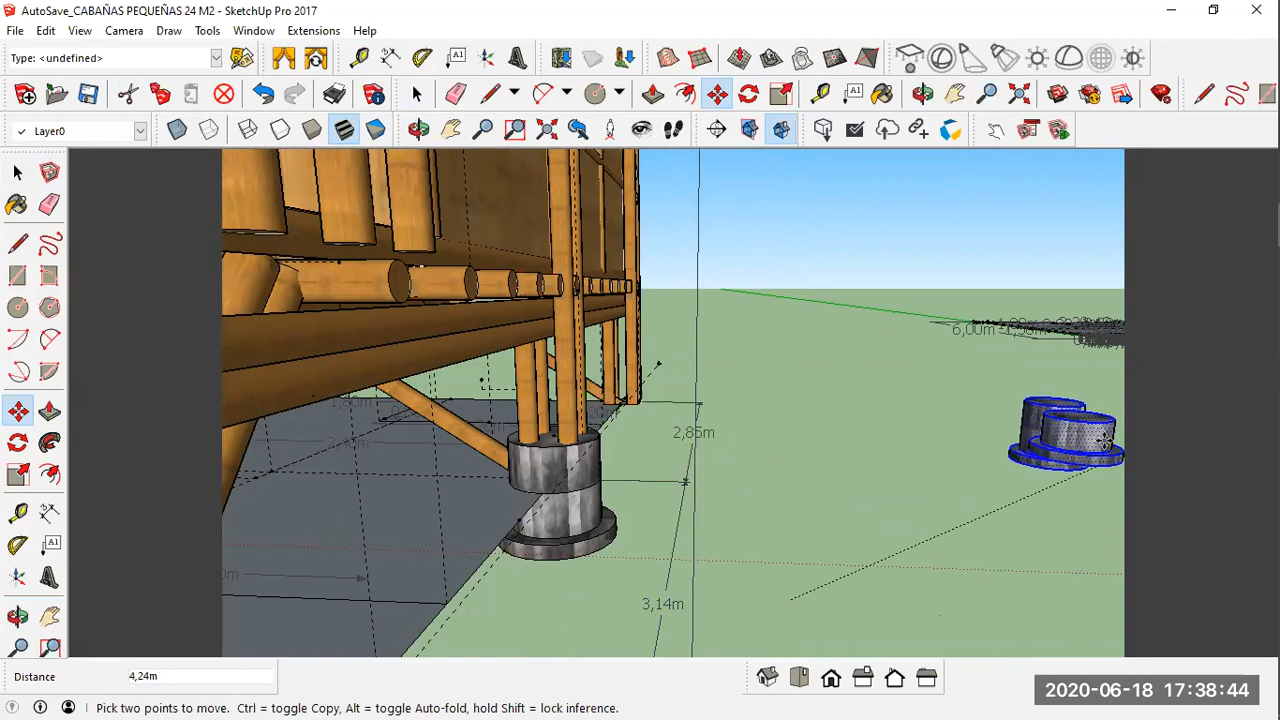 AutoSave_CABAÑAS PEQUEÑAS 24 M2 - SketchUp Pro 2017
File Edit View Camera Draw Tools Window Extensions Help
Type: <undefined>
Layer0
6,00m
2,85m
3,14m
Distance 4,24m
Pick two points to move. Ctrl = toggle Copy, Alt = toggle Auto-fold, hold Shift = lock inference.
2020-06-18 17:38:44